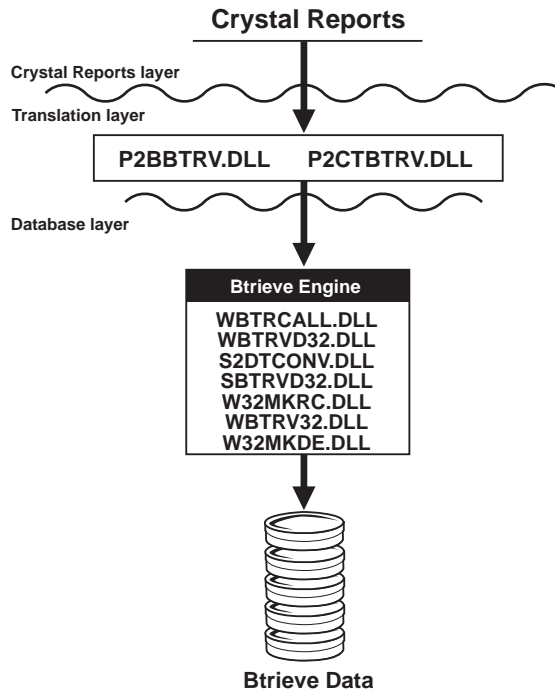 Crystal Reports
Crystal Reports layer
Translation layer
P2BBTRV.DLL P2CTBTRV.DLL
Database layer
Btrieve Engine
WBTRCALL.DLL
WBTRVD32.DLL
S2DTCONV.DLL
SBTRVD32.DLL
W32MKRC.DLL
WBTRV32.DLL
W32MKDE.DLL
Btrieve Data